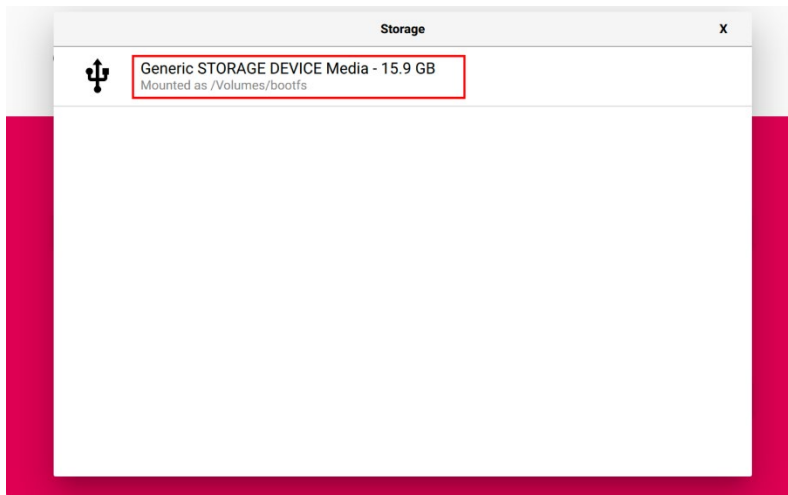 Storage
X
Generic STORAGE DEVICE Media - 15.9 GB
Mounted as /Volumes/bootfs